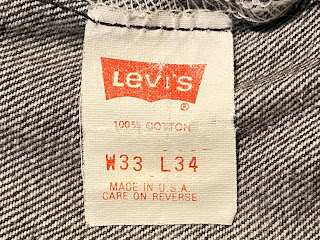 Levi's
®
100% COTTON
W33 L34
MADE IN U.S.A.
CARE ON REVERSE